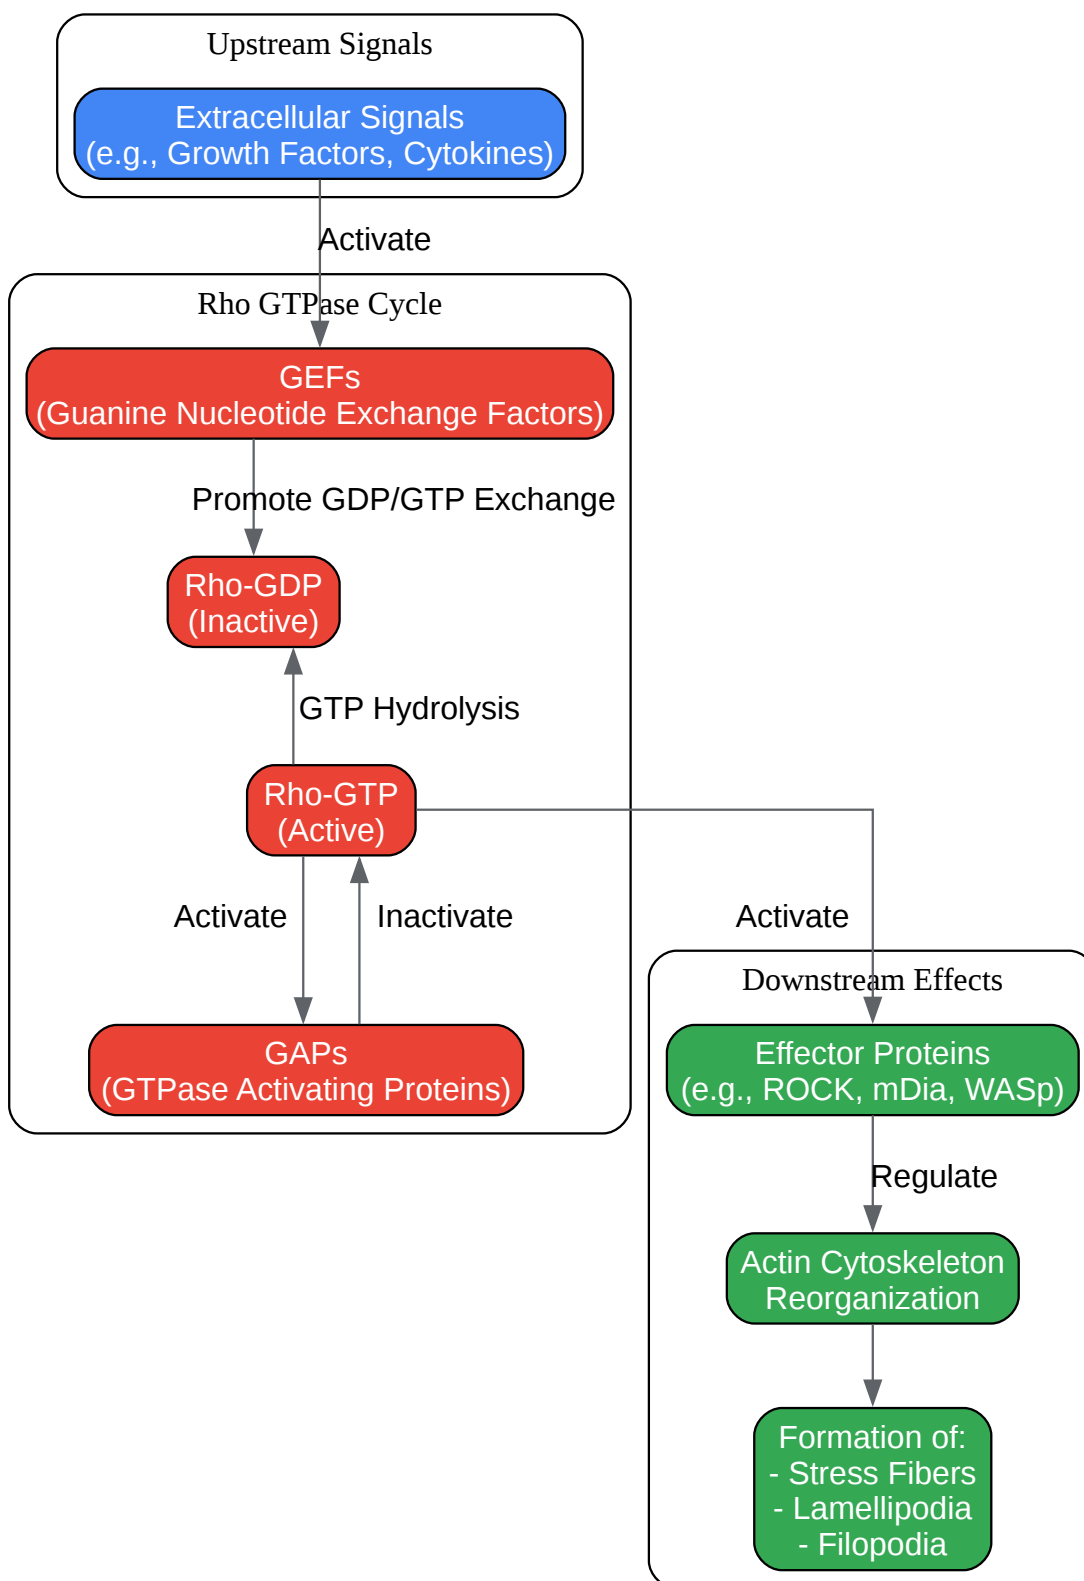 Upstream Signals
Extracellular Signals
(e.g., Growth Factors, Cytokines)
Activate
Rho GTPase Cycle
GEFs
(Guanine Nucleotide Exchange Factors)
Promote GDP/GTP Exchange
Rho-GDP
(Inactive)
GTP Hydrolysis
Rho-GTP
(Active)
Activate
Inactivate
Activate
GAPs
(GTPase Activating Proteins)
Downstream Effects
Effector Proteins
(e.g., ROCK, mDia, WASp)
Regulate
Actin Cytoskeleton
Reorganization
Formation of:
- Stress Fibers
- Lamellipodia
- Filopodia